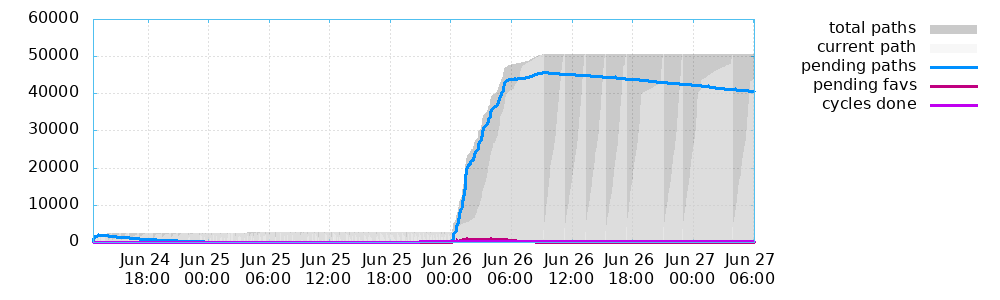 60000
50000
40000
30000
20000
10000
0
Jun 24 Jun 25 Jun 25 Jun 25 Jun 25 Jun 26 Jun 26 Jun 26 Jun 26 Jun 27 Jun 27
18:00 00:00 06:00 12:00 18:00 00:00 06:00 12:00 18:00 00:00 06:00
total paths
current path
pending paths
pending favs
cycles done